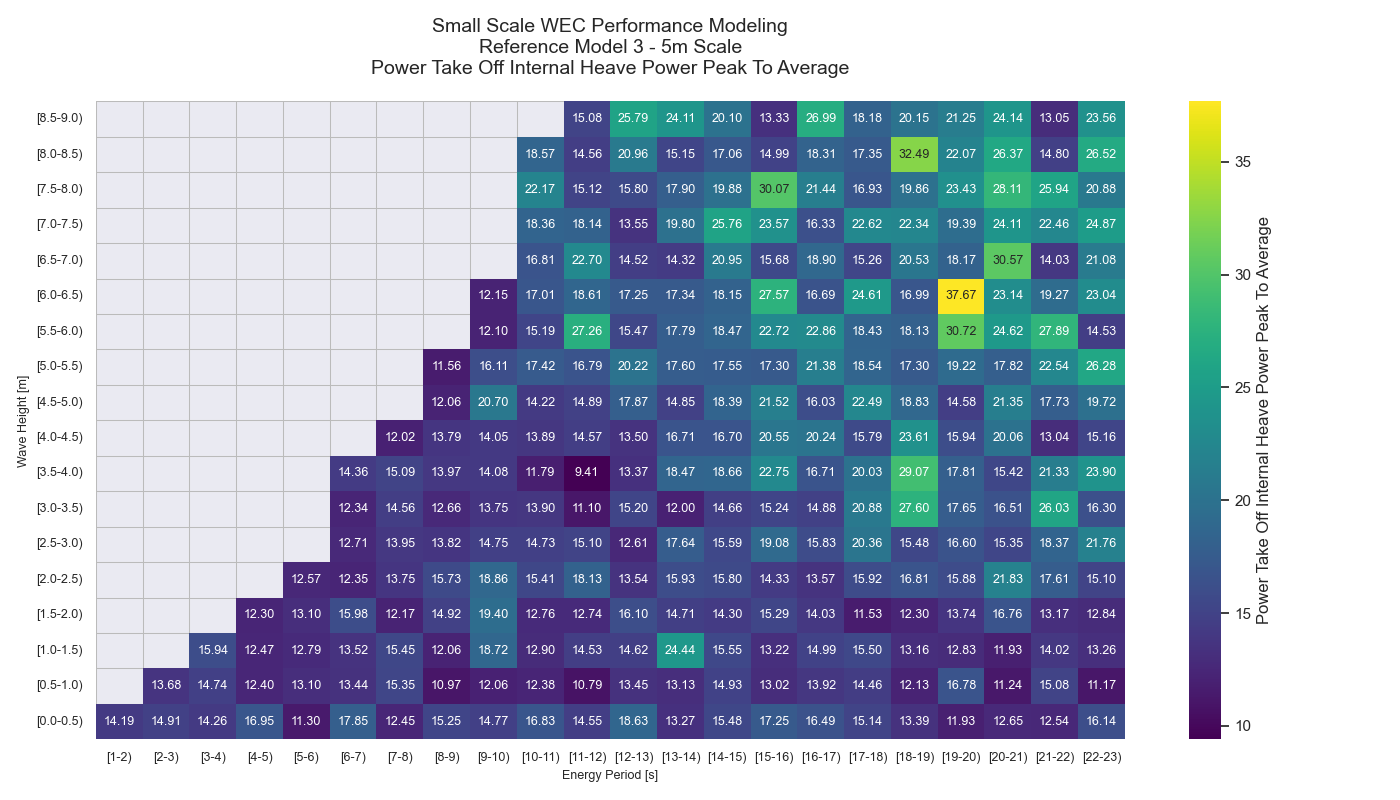 Small Scale WEC Performance Modeling
Reference Model 3 - 5m Scale
Power Take Off Internal Heave Power Peak To Average
[8.5-9.0) 15.08 25.79 24.11 20.10 13.33 26.99 18.18 20.15 21.25 24.14 13.05 23.56
[8.0-8.5) 18.57 14.56 20.96 15.15 17.06 14.99 18.31 17.35 32.49 22.07 26.37 14.80 26.52
[7.5-8.0) 22.17 15.12 15.80 17.90 19.88 30.07 21.44 16.93 19.86 23.43 28.11 25.94 20.88
[7.0-7.5) 18.36 18.14 13.55 19.80 25.76 23.57 16.33 22.62 22.34 19.39 24.11 22.46 24.87
[6.5-7.0) 16.81 22.70 14.52 14.32 20.95 15.68 18.90 15.26 20.53 18.17 30.57 14.03 21.08
[6.0-6.5) 12.15 17.01 18.61 17.25 17.34 18.15 27.57 16.69 24.61 16.99 37.67 23.14 19.27 23.04
[5.5-6.0) 12.10 15.19 27.26 15.47 17.79 18.47 22.72 22.86 18.43 18.13 30.72 24.62 27.89 14.53
[5.0-5.5) 11.56 16.11 17.42 16.79 20.22 17.60 17.55 17.30 21.38 18.54 17.30 19.22 17.82 22.54 26.28
[4.5-5.0) 12.06 20.70 14.22 14.89 17.87 14.85 18.39 21.52 16.03 22.49 18.83 14.58 21.35 17.73 19.72
[4.0-4.5) 12.02 13.79 14.05 13.89 14.57 13.50 16.71 16.70 20.55 20.24 15.79 23.61 15.94 20.06 13.04 15.16
[3.5-4.0) 14.36 15.09 13.97 14.08 11.79 9.41 13.37 18.47 18.66 22.75 16.71 20.03 29.07 17.81 15.42 21.33 23.90
[3.0-3.5) 12.34 14.56 12.66 13.75 13.90 11.10 15.20 12.00 14.66 15.24 14.88 20.88 27.60 17.65 16.51 26.03 16.30
[2.5-3.0) 12.71 13.95 13.82 14.75 14.73 15.10 12.61 17.64 15.59 19.08 15.83 20.36 15.48 16.60 15.35 18.37 21.76
[2.0-2.5) 12.57 12.35 13.75 15.73 18.86 15.41 18.13 13.54 15.93 15.80 14.33 13.57 15.92 16.81 15.88 21.83 17.61 15.10
[1.5-2.0) 12.30 13.10 15.98 12.17 14.92 19.40 12.76 12.74 16.10 14.71 14.30 15.29 14.03 11.53 12.30 13.74 16.76 13.17 12.84
[1.0-1.5) 15.94 12.47 12.79 13.52 15.45 12.06 18.72 12.90 14.53 14.62 24.44 15.55 13.22 14.99 15.50 13.16 12.83 11.93 14.02 13.26
[0.5-1.0) 13.68 14.74 12.40 13.10 13.44 15.35 10.97 12.06 12.38 10.79 13.45 13.13 14.93 13.02 13.92 14.46 12.13 16.78 11.24 15.08 11.17
[0.0-0.5) 14.19 14.91 14.26 16.95 11.30 17.85 12.45 15.25 14.77 16.83 14.55 18.63 13.27 15.48 17.25 16.49 15.14 13.39 11.93 12.65 12.54 16.14
[1-2) [2-3) [3-4) [4-5) [5-6) [6-7) [7-8) [8-9) [9-10) [10-11) [11-12) [12-13) [13-14) [14-15) [15-16) [16-17) [17-18) [18-19) [19-20) [20-21) [21-22) [22-23)
Energy Period [s]
Wave Height [m]
35
30
25
20
15
10
Power Take Off Internal Heave Power Peak To Average